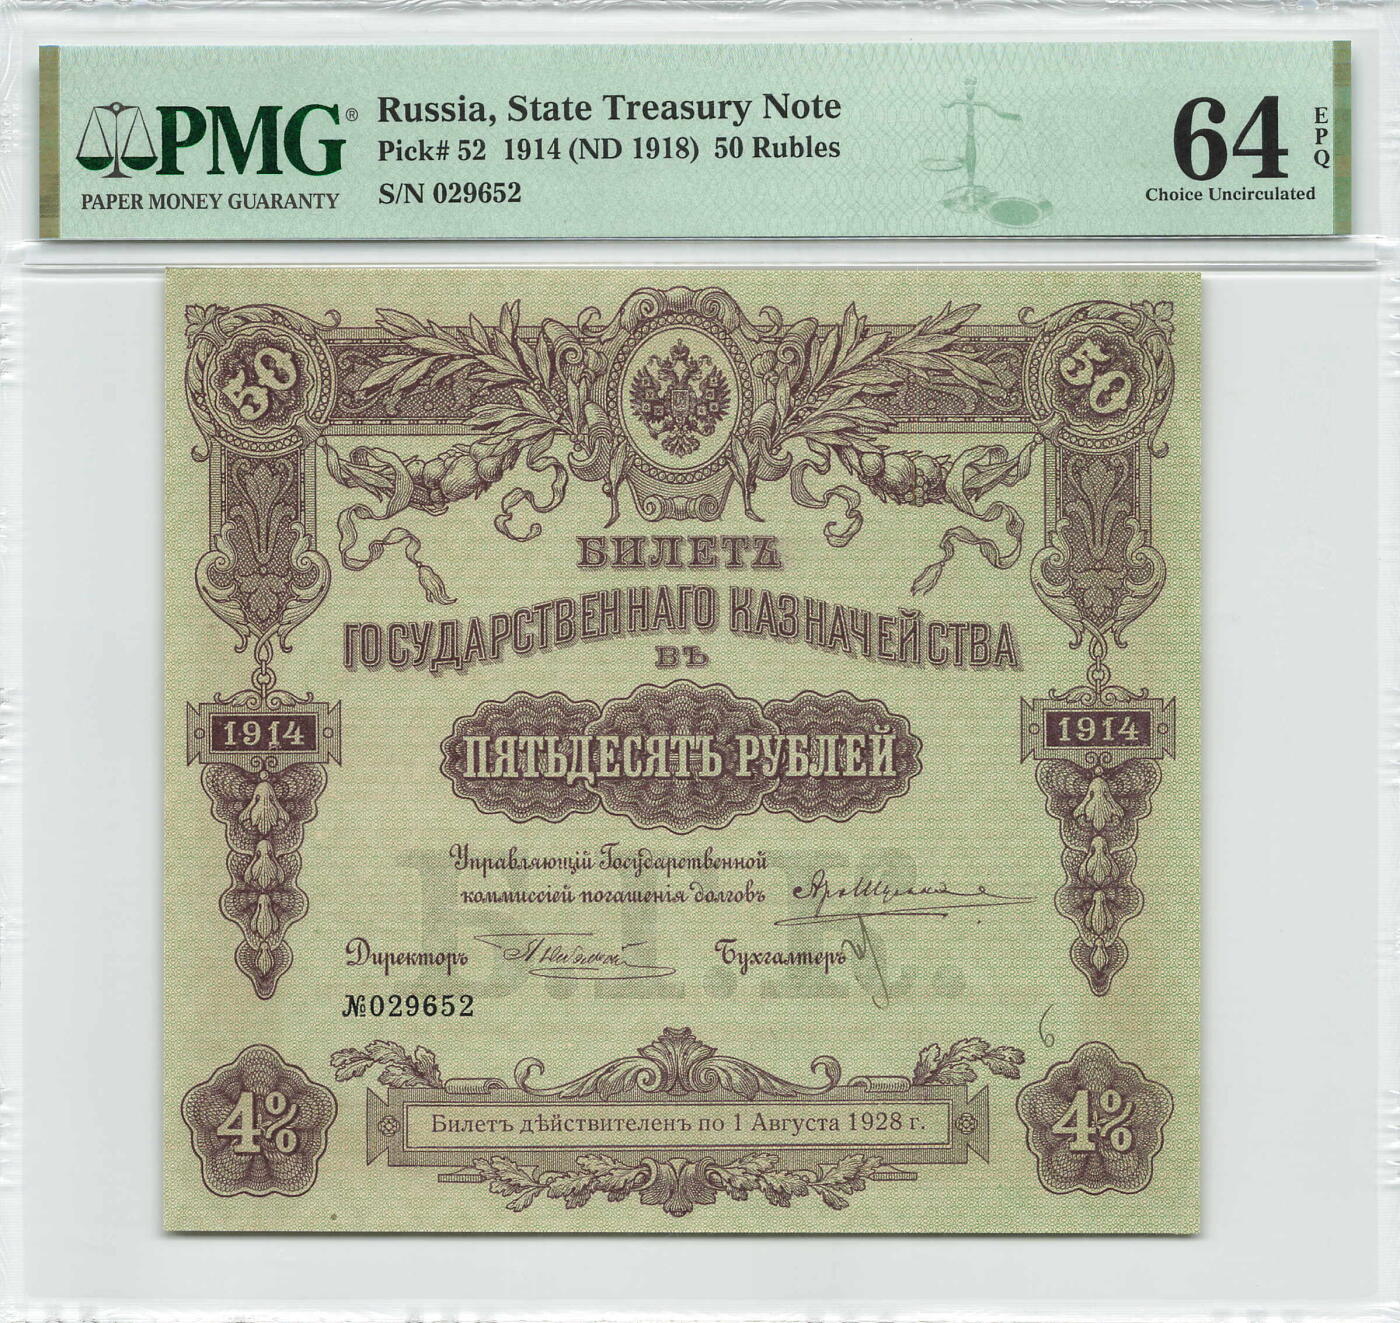 PMG®
PAPER MONEY GUARANTY
Russia, State Treasury Note
Pick# 52 1914 (ND 1918) 50 Rubles
S/N 029652
64
EPQ
Choice Uncirculated
50
50
БИЛЕТЪ
ГОСУДАРСТВЕННАГО КАЗНАЧЕЙСТВА
ВЪ
1914
1914
ПЯТЬДЕСЯТЪ РУБЛЕЙ
Управляющій Государственной
коммиссіей погашенія долговъ
Директоръ
Бухгалтеръ
№029652
6
4%
4%
Билетъ дѣйствителенъ по 1 Августа 1928 г.